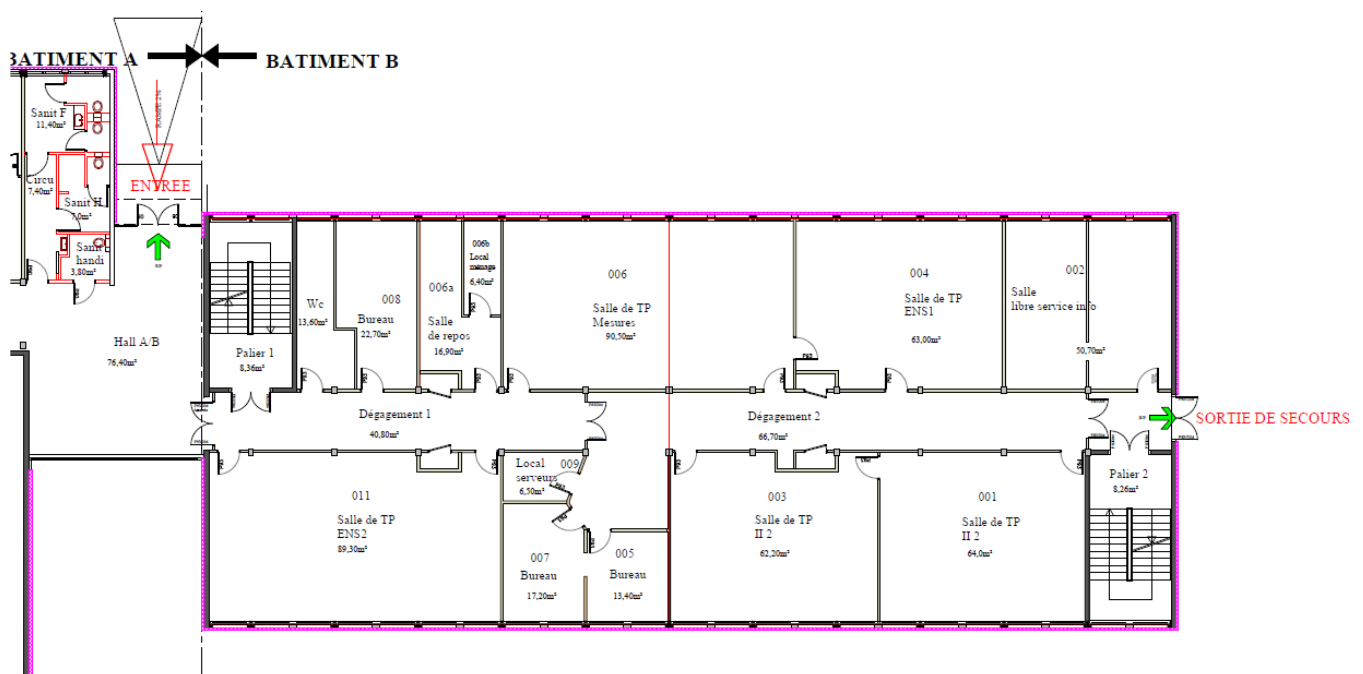 BATIMENT A
BATIMENT B
Sanit F
11,40m²
RAMPE 2%
Circu
7,40m²
Sanit H
7,0m²
ENTREE
Sanit
handi
3,80m²
Hall A/B
76,40m²
Palier 1
8,36m²
Wc
13,60m²
008
Bureau
22,70m²
006a
Salle
de repos
16,90m²
006b
Local
ménage
6,40m²
006
Salle de TP
Mesures
90,50m²
004
Salle de TP
ENS1
63,00m²
002
Salle
libre service info
50,70m²
Dégagement 1
40,80m²
Dégagement 2
66,70m²
SORTIE DE SECOURS
011
Salle de TP
ENS2
89,30m²
009
Local
serveurs
6,50m²
007
Bureau
17,20m²
005
Bureau
13,40m²
003
Salle de TP
II 2
62,20m²
001
Salle de TP
II 2
64,0m²
Palier 2
8,26m²